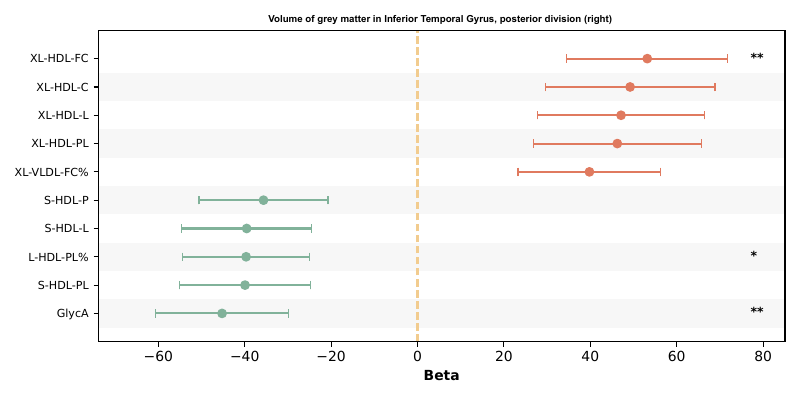 Volume of grey matter in Inferior Temporal Gyrus, posterior division (right)
XL-HDL-FC **
XL-HDL-C
XL-HDL-L
XL-HDL-PL
XL-VLDL-FC%
S-HDL-P
S-HDL-L
L-HDL-PL% *
S-HDL-PL
GlycA **
−60 −40 −20 0 20 40 60 80
Beta